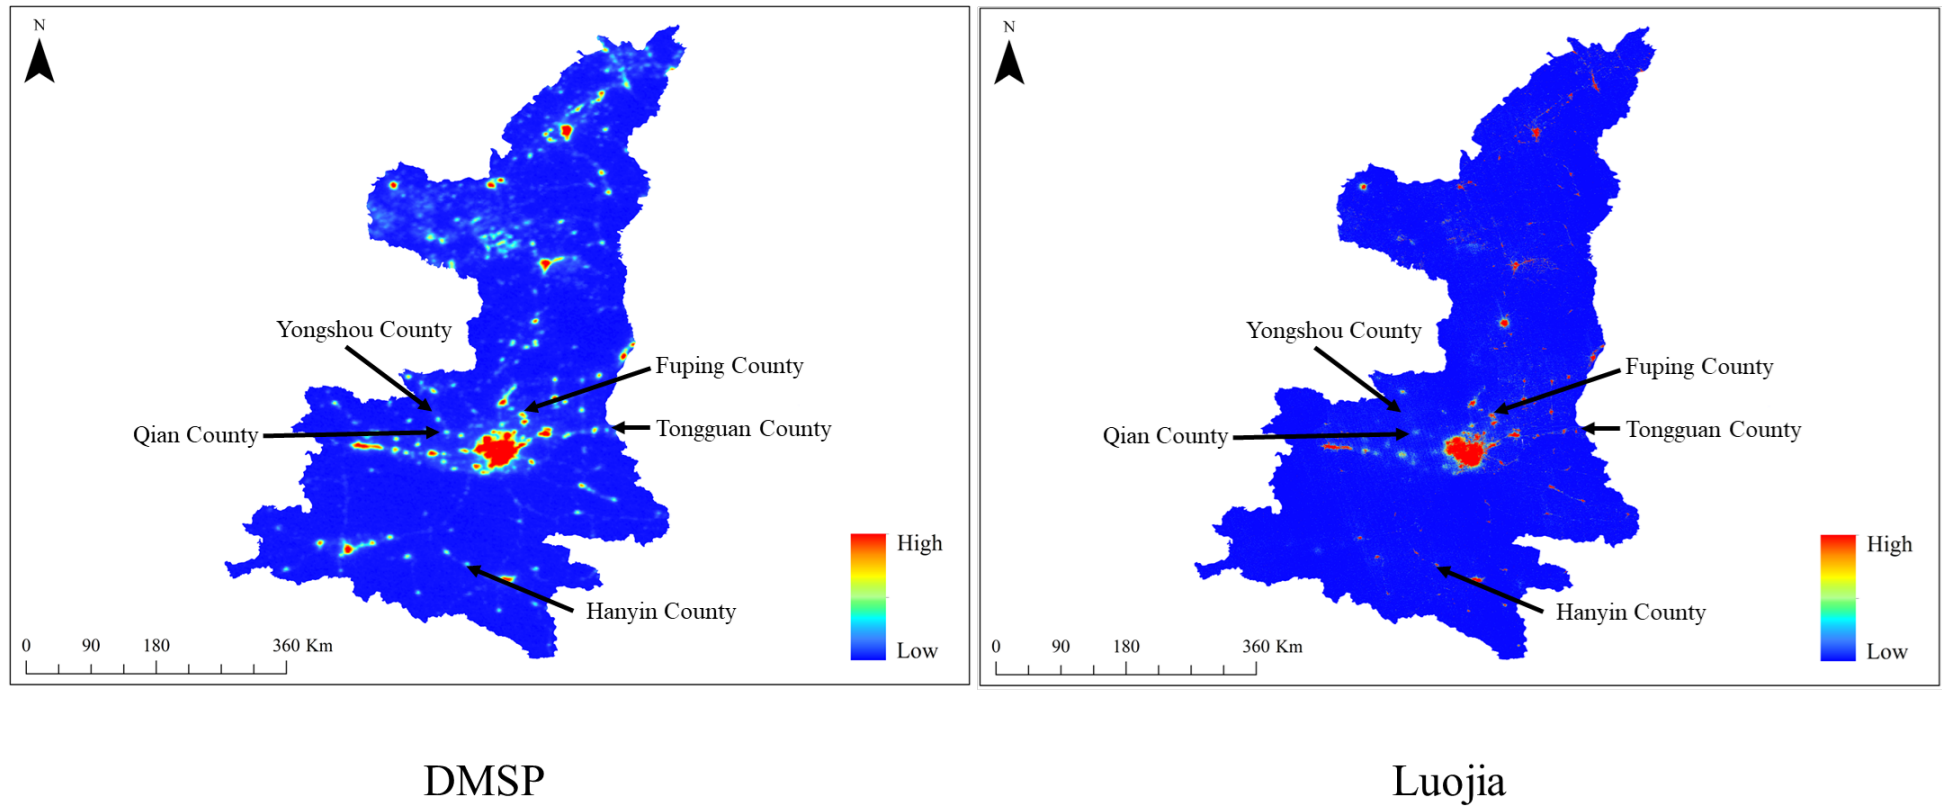 N
Yongshou County
Fuping County
Qian County
Tongguan County
High
Low
Hanyin County
0 90 180 360 Km
DMSP
N
Yongshou County
Fuping County
Qian County
Tongguan County
High
Low
Hanyin County
0 90 180 360 Km
Luojia